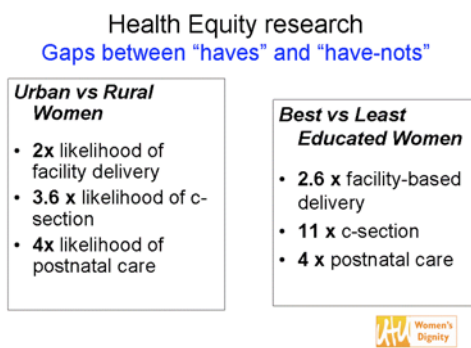 Health Equity research
Gaps between “haves” and “have-nots”
Urban vs Rural
Women
• 2x likelihood of
facility delivery
• 3.6 x likelihood of c-
section
• 4x likelihood of
postnatal care
Best vs Least
Educated Women
• 2.6 x facility-based
delivery
• 11 x c-section
• 4 x postnatal care
utu
Women's
Dignity